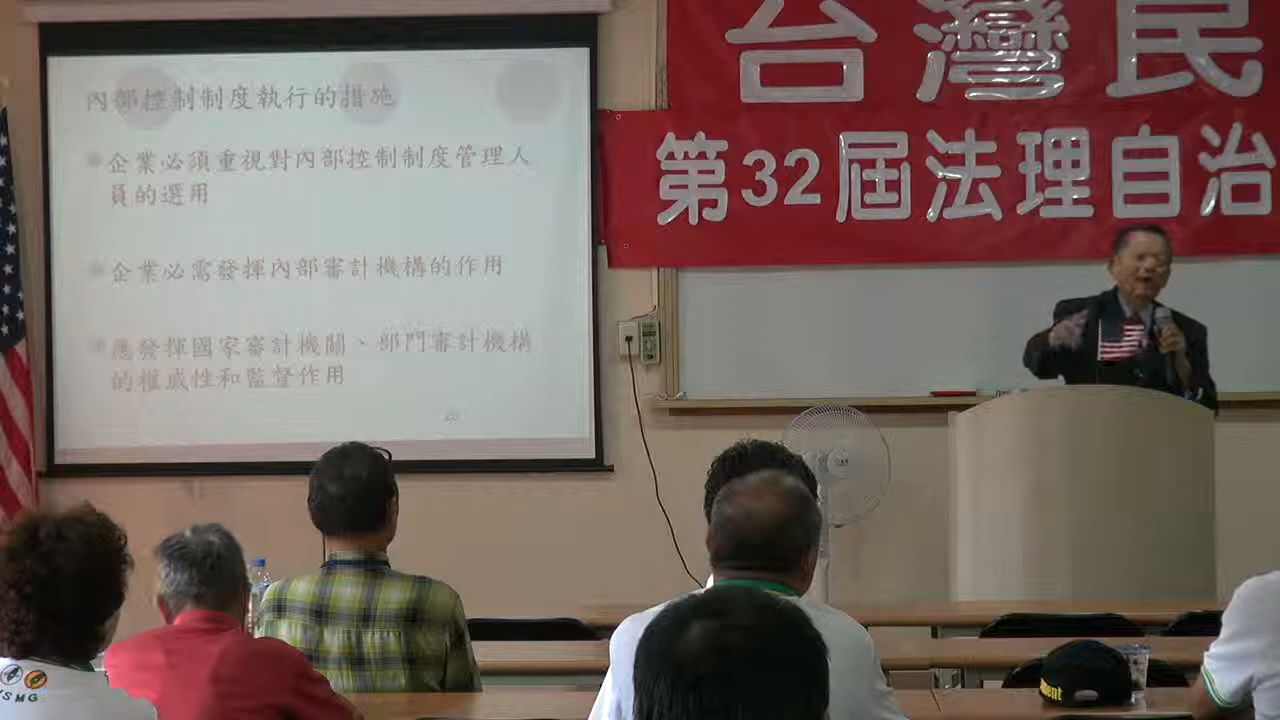 內部控制制度執行的措施
企業必須重視對內部控制制度管理人
員的選用
企業必需發揮內部審計機構的作用
應發揮國家審計機關、部門審計機構
的權威性和監督作用
台灣民
第32屆法理自治
SMG